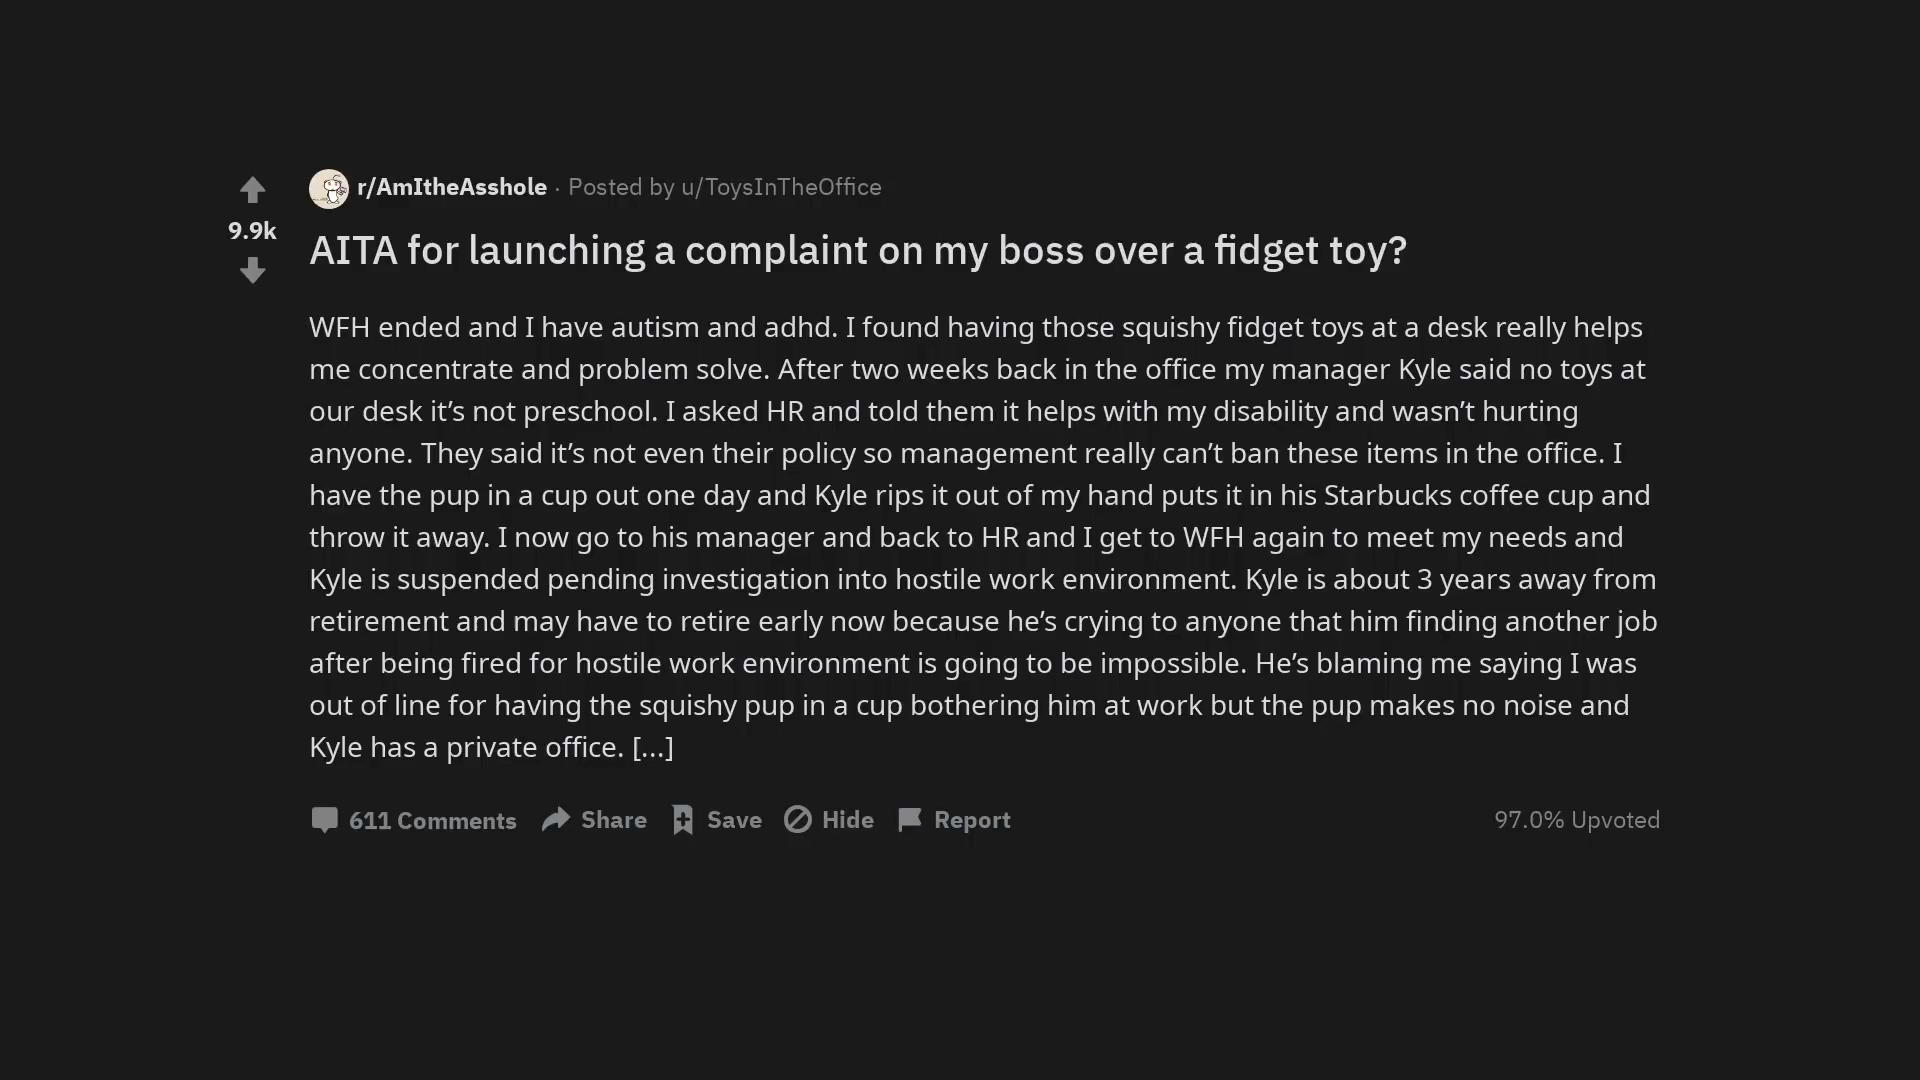 r/AmItheAsshole · Posted by u/ToysInTheOffice
9.9k
AITA for launching a complaint on my boss over a fidget toy?
WFH ended and I have autism and adhd. I found having those squishy fidget toys at a desk really helps
me concentrate and problem solve. After two weeks back in the office my manager Kyle said no toys at
our desk it’s not preschool. I asked HR and told them it helps with my disability and wasn’t hurting
anyone. They said it’s not even their policy so management really can’t ban these items in the office. I
have the pup in a cup out one day and Kyle rips it out of my hand puts it in his Starbucks coffee cup and
throw it away. I now go to his manager and back to HR and I get to WFH again to meet my needs and
Kyle is suspended pending investigation into hostile work environment. Kyle is about 3 years away from
retirement and may have to retire early now because he’s crying to anyone that him finding another job
after being fired for hostile work environment is going to be impossible. He’s blaming me saying I was
out of line for having the squishy pup in a cup bothering him at work but the pup makes no noise and
Kyle has a private office. [...]
611 Comments Share Save Hide Report 97.0% Upvoted